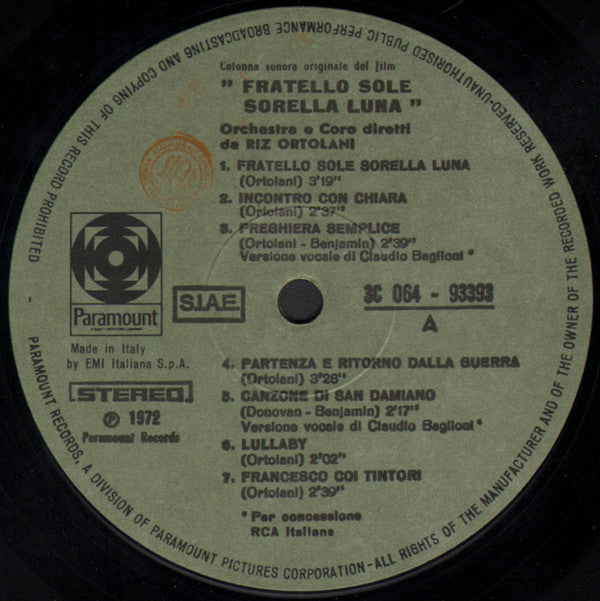 Colonna sonora originale del film
" FRATELLO SOLE
SORELLA LUNA "
Orchestra e Coro diretti
da RIZ ORTOLANI
1. FRATELLO SOLE SORELLA LUNA
(Ortolani) 3'19"
2. INCONTRO CON CHIARA
(Ortolani) 2'37"
3. PREGHIERA SEMPLICE
(Ortolani - Benjamin) 2'39"
Versione vocale di Claudio Baglioni *
Paramount
S.I.A.E.
3C 064 - 93393
A
Made in Italy
by EMI Italiana S.p.A.
STEREO
Ⓟ 1972
Paramount Records
4. PARTENZA E RITORNO DALLA GUERRA
(Ortolani) 3'26"
5. CANZONE DI SAN DAMIANO
(Donovan - Benjamin) 2'17"
Versione vocale di Claudio Baglioni *
6. LULLABY
(Ortolani) 2'02"
7. FRANCESCO COI TINTORI
(Ortolani) 2'39"
* Per concessione
RCA Italiana
PARAMOUNT RECORDS, A DIVISION OF PARAMOUNT PICTURES CORPORATION-ALL RIGHTS OF THE MANUFACTURER AND OF THE OWNER OF THE RECORDED WORK RESERVED-UNAUTHORISED PUBLIC PERFORMANCE BROADCASTING AND COPYING OF THIS RECORD PROHIBITED